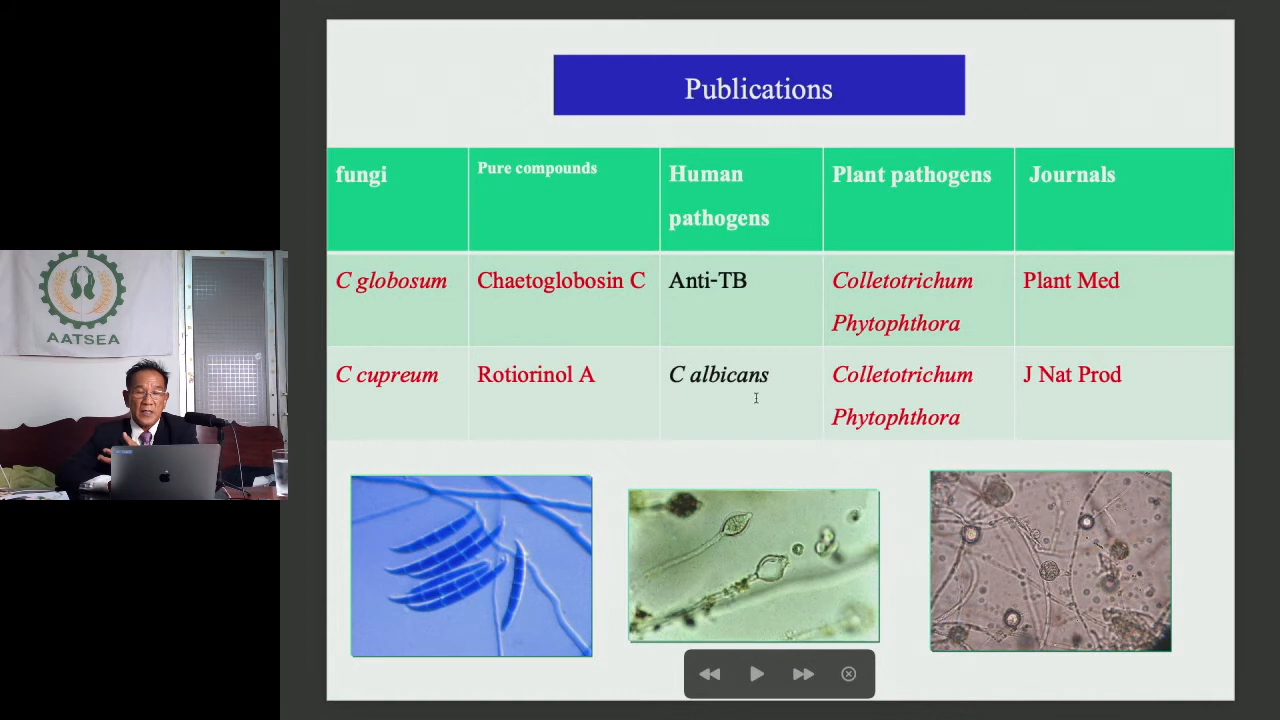 Publications
fungi
Pure compounds
Human
pathogens
Plant pathogens
Journals
C globosum
Chaetoglobosin C
Anti-TB
Colletotrichum
Phytophthora
Plant Med
C cupreum
Rotiorinol A
C albicans
Colletotrichum
Phytophthora
J Nat Prod
AATSEA